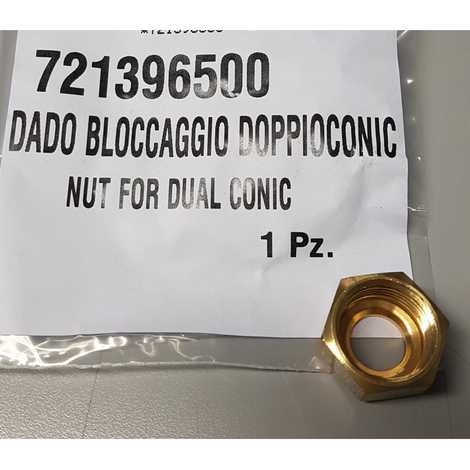 721396500
DADO BLOCCAGGIO DOPPIOCONIC
NUT FOR DUAL CONIC
1 Pz.